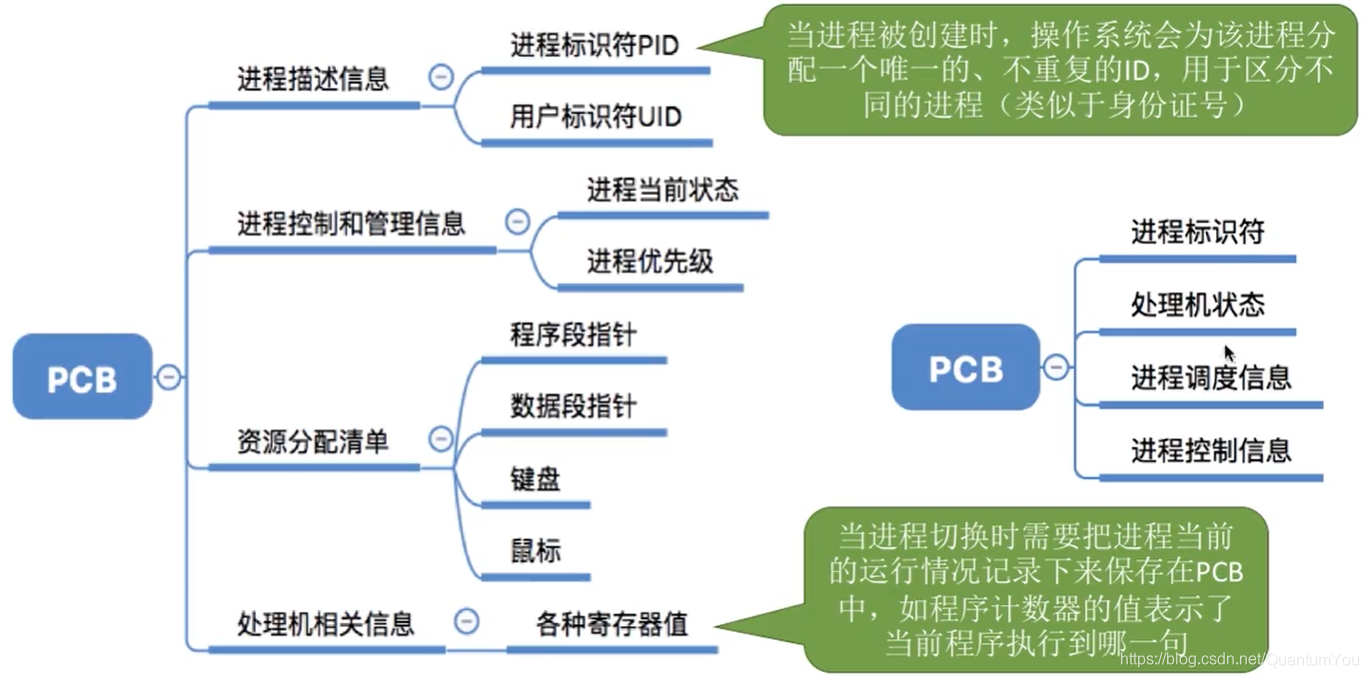 进程描述信息
进程标识符PID
用户标识符UID
当进程被创建时，操作系统会为该进程分
配一个唯一的、不重复的ID，用于区分不
同的进程（类似于身份证号）
进程控制和管理信息
进程当前状态
进程优先级
PCB
资源分配清单
程序段指针
数据段指针
键盘
鼠标
处理机相关信息
各种寄存器值
当进程切换时需要把进程当前
的运行情况记录下来保存在PCB
中，如程序计数器的值表示了
当前程序执行到哪一句
PCB
进程标识符
处理机状态
进程调度信息
进程控制信息
https://blog.csdn.net/QuantumYou